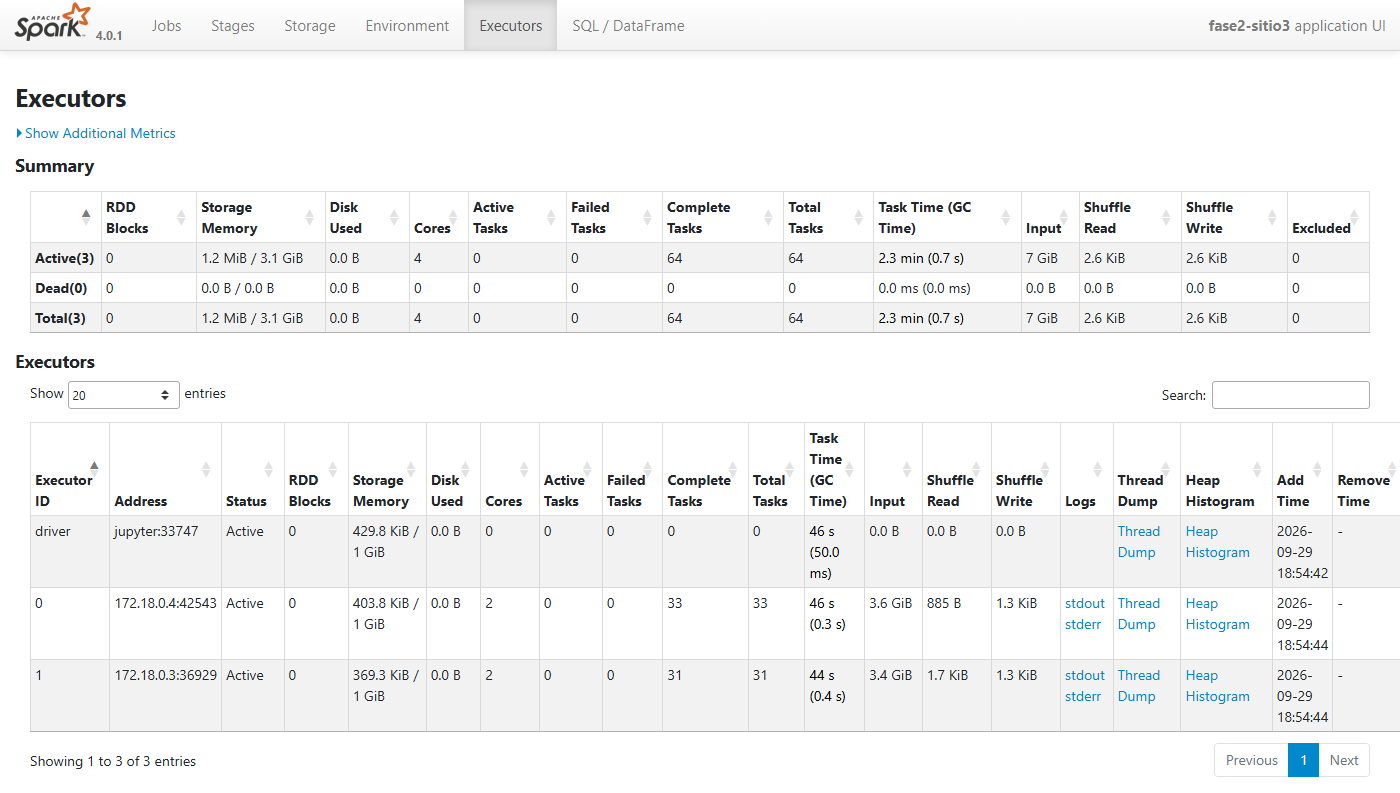 APACHE Spark 4.0.1 Jobs Stages Storage Environment Executors SQL / DataFrame fase2-sitio3 application UI
Executors
Show Additional Metrics
Summary
RDD Blocks Storage Memory Disk Used Cores Active Tasks Failed Tasks Complete Tasks Total Tasks Task Time (GC Time) Input Shuffle Read Shuffle Write Excluded
Active(3) 0 1.2 MiB / 3.1 GiB 0.0 B 4 0 0 64 64 2.3 min (0.7 s) 7 GiB 2.6 KiB 2.6 KiB 0
Dead(0) 0 0.0 B / 0.0 B 0.0 B 0 0 0 0 0 0.0 ms (0.0 ms) 0.0 B 0.0 B 0.0 B 0
Total(3) 0 1.2 MiB / 3.1 GiB 0.0 B 4 0 0 64 64 2.3 min (0.7 s) 7 GiB 2.6 KiB 2.6 KiB 0
Executors
Show 20 entries Search:
Executor ID Address Status RDD Blocks Storage Memory Disk Used Cores Active Tasks Failed Tasks Complete Tasks Total Tasks Task Time (GC Time) Input Shuffle Read Shuffle Write Logs Thread Dump Heap Histogram Add Time Remove Time
driver jupyter:33747 Active 0 429.8 KiB / 1 GiB 0.0 B 0 0 0 0 0 46 s (50.0 ms) 0.0 B 0.0 B 0.0 B Thread Dump Heap Histogram 2026-09-29 18:54:42 -
0 172.18.0.4:42543 Active 0 403.8 KiB / 1 GiB 0.0 B 2 0 0 33 33 46 s (0.3 s) 3.6 GiB 885 B 1.3 KiB stdout stderr Thread Dump Heap Histogram 2026-09-29 18:54:44 -
1 172.18.0.3:36929 Active 0 369.3 KiB / 1 GiB 0.0 B 2 0 0 31 31 44 s (0.4 s) 3.4 GiB 1.7 KiB 1.3 KiB stdout stderr Thread Dump Heap Histogram 2026-09-29 18:54:44 -
Showing 1 to 3 of 3 entries Previous 1 Next